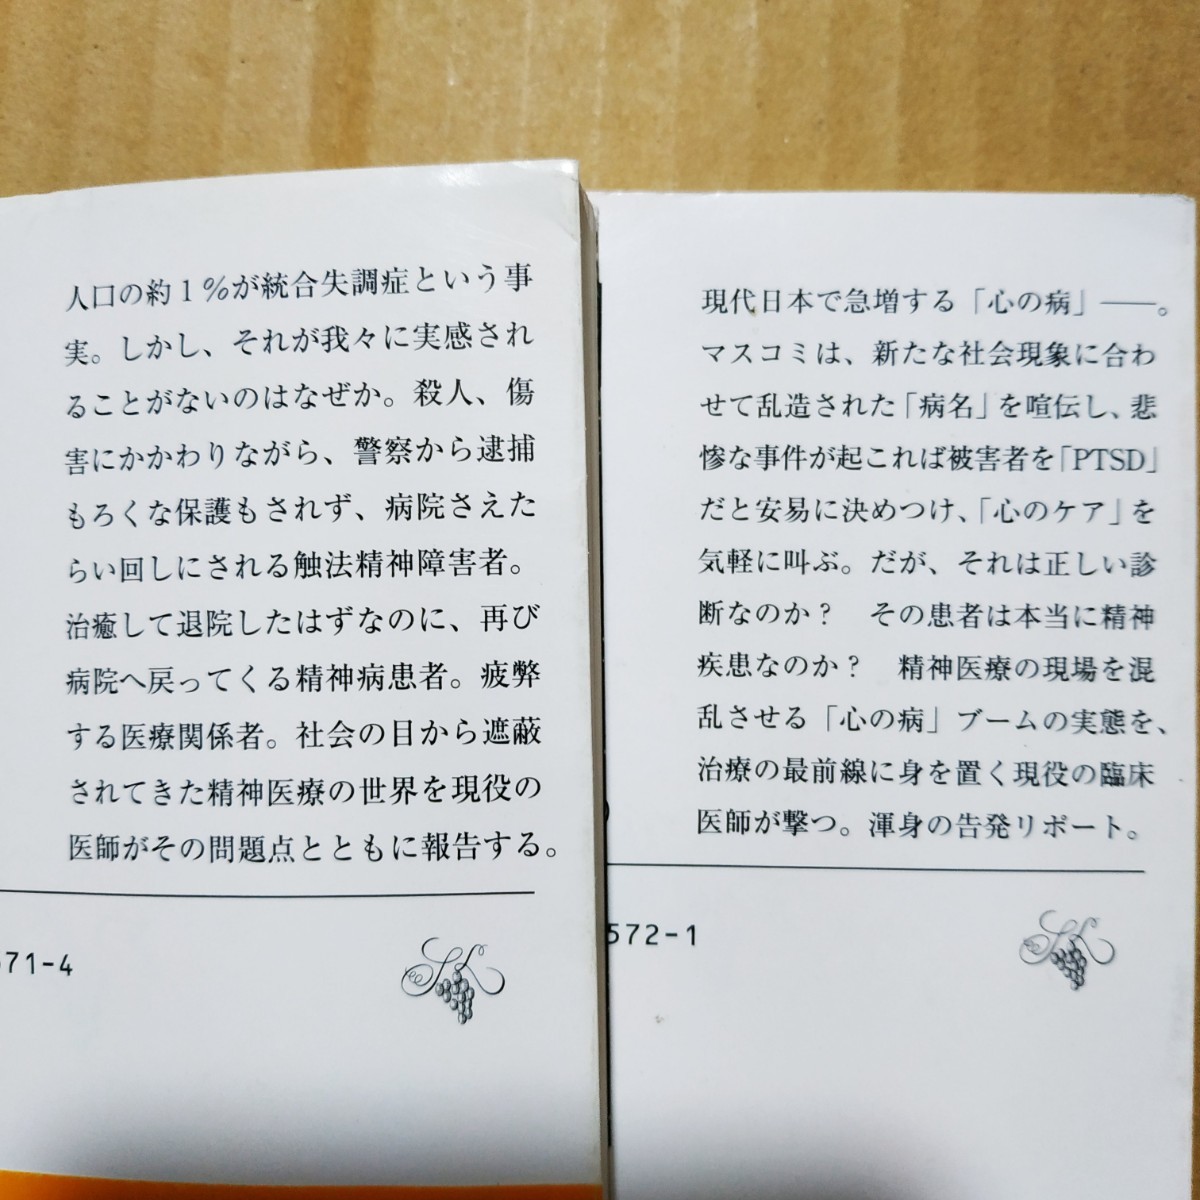 人口の約1%が統合失調症という事
実。しかし、それが我々に実感され
ることがないのはなぜか。殺人、傷
害にかかわりながら、警察から逮捕
もろくな保護もされず、病院さえた
らい回しにされる触法精神障害者。
治癒して退院したはずなのに、再び
病院へ戻ってくる精神病患者。疲弊
する医療関係者。社会の目から遮蔽
されてきた精神医療の世界を現役の
医師がその問題点とともに報告する。
71-4
現代日本で急増する「心の病」――。
マスコミは、新たな社会現象に合わ
せて乱造された「病名」を喧伝し、悲
惨な事件が起これば被害者を「PTSD」
だと安易に決めつけ、「心のケア」を
気軽に叫ぶ。だが、それは正しい診
断なのか？　その患者は本当に精神
疾患なのか？　精神医療の現場を混
乱させる「心の病」ブームの実態を、
治療の最前線に身を置く現役の臨床
医師が撃つ。渾身の告発リポート。
572-1